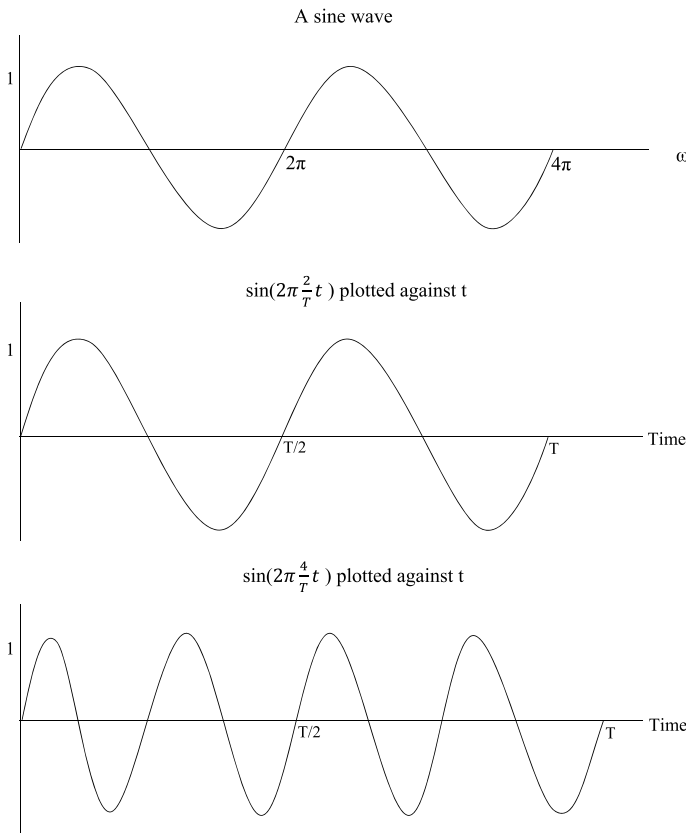 A sine wave
1
2π
4π
ω
sin(2π 2/T t ) plotted against t
1
T/2
T
Time
sin(2π 4/T t ) plotted against t
1
T/2
T
Time